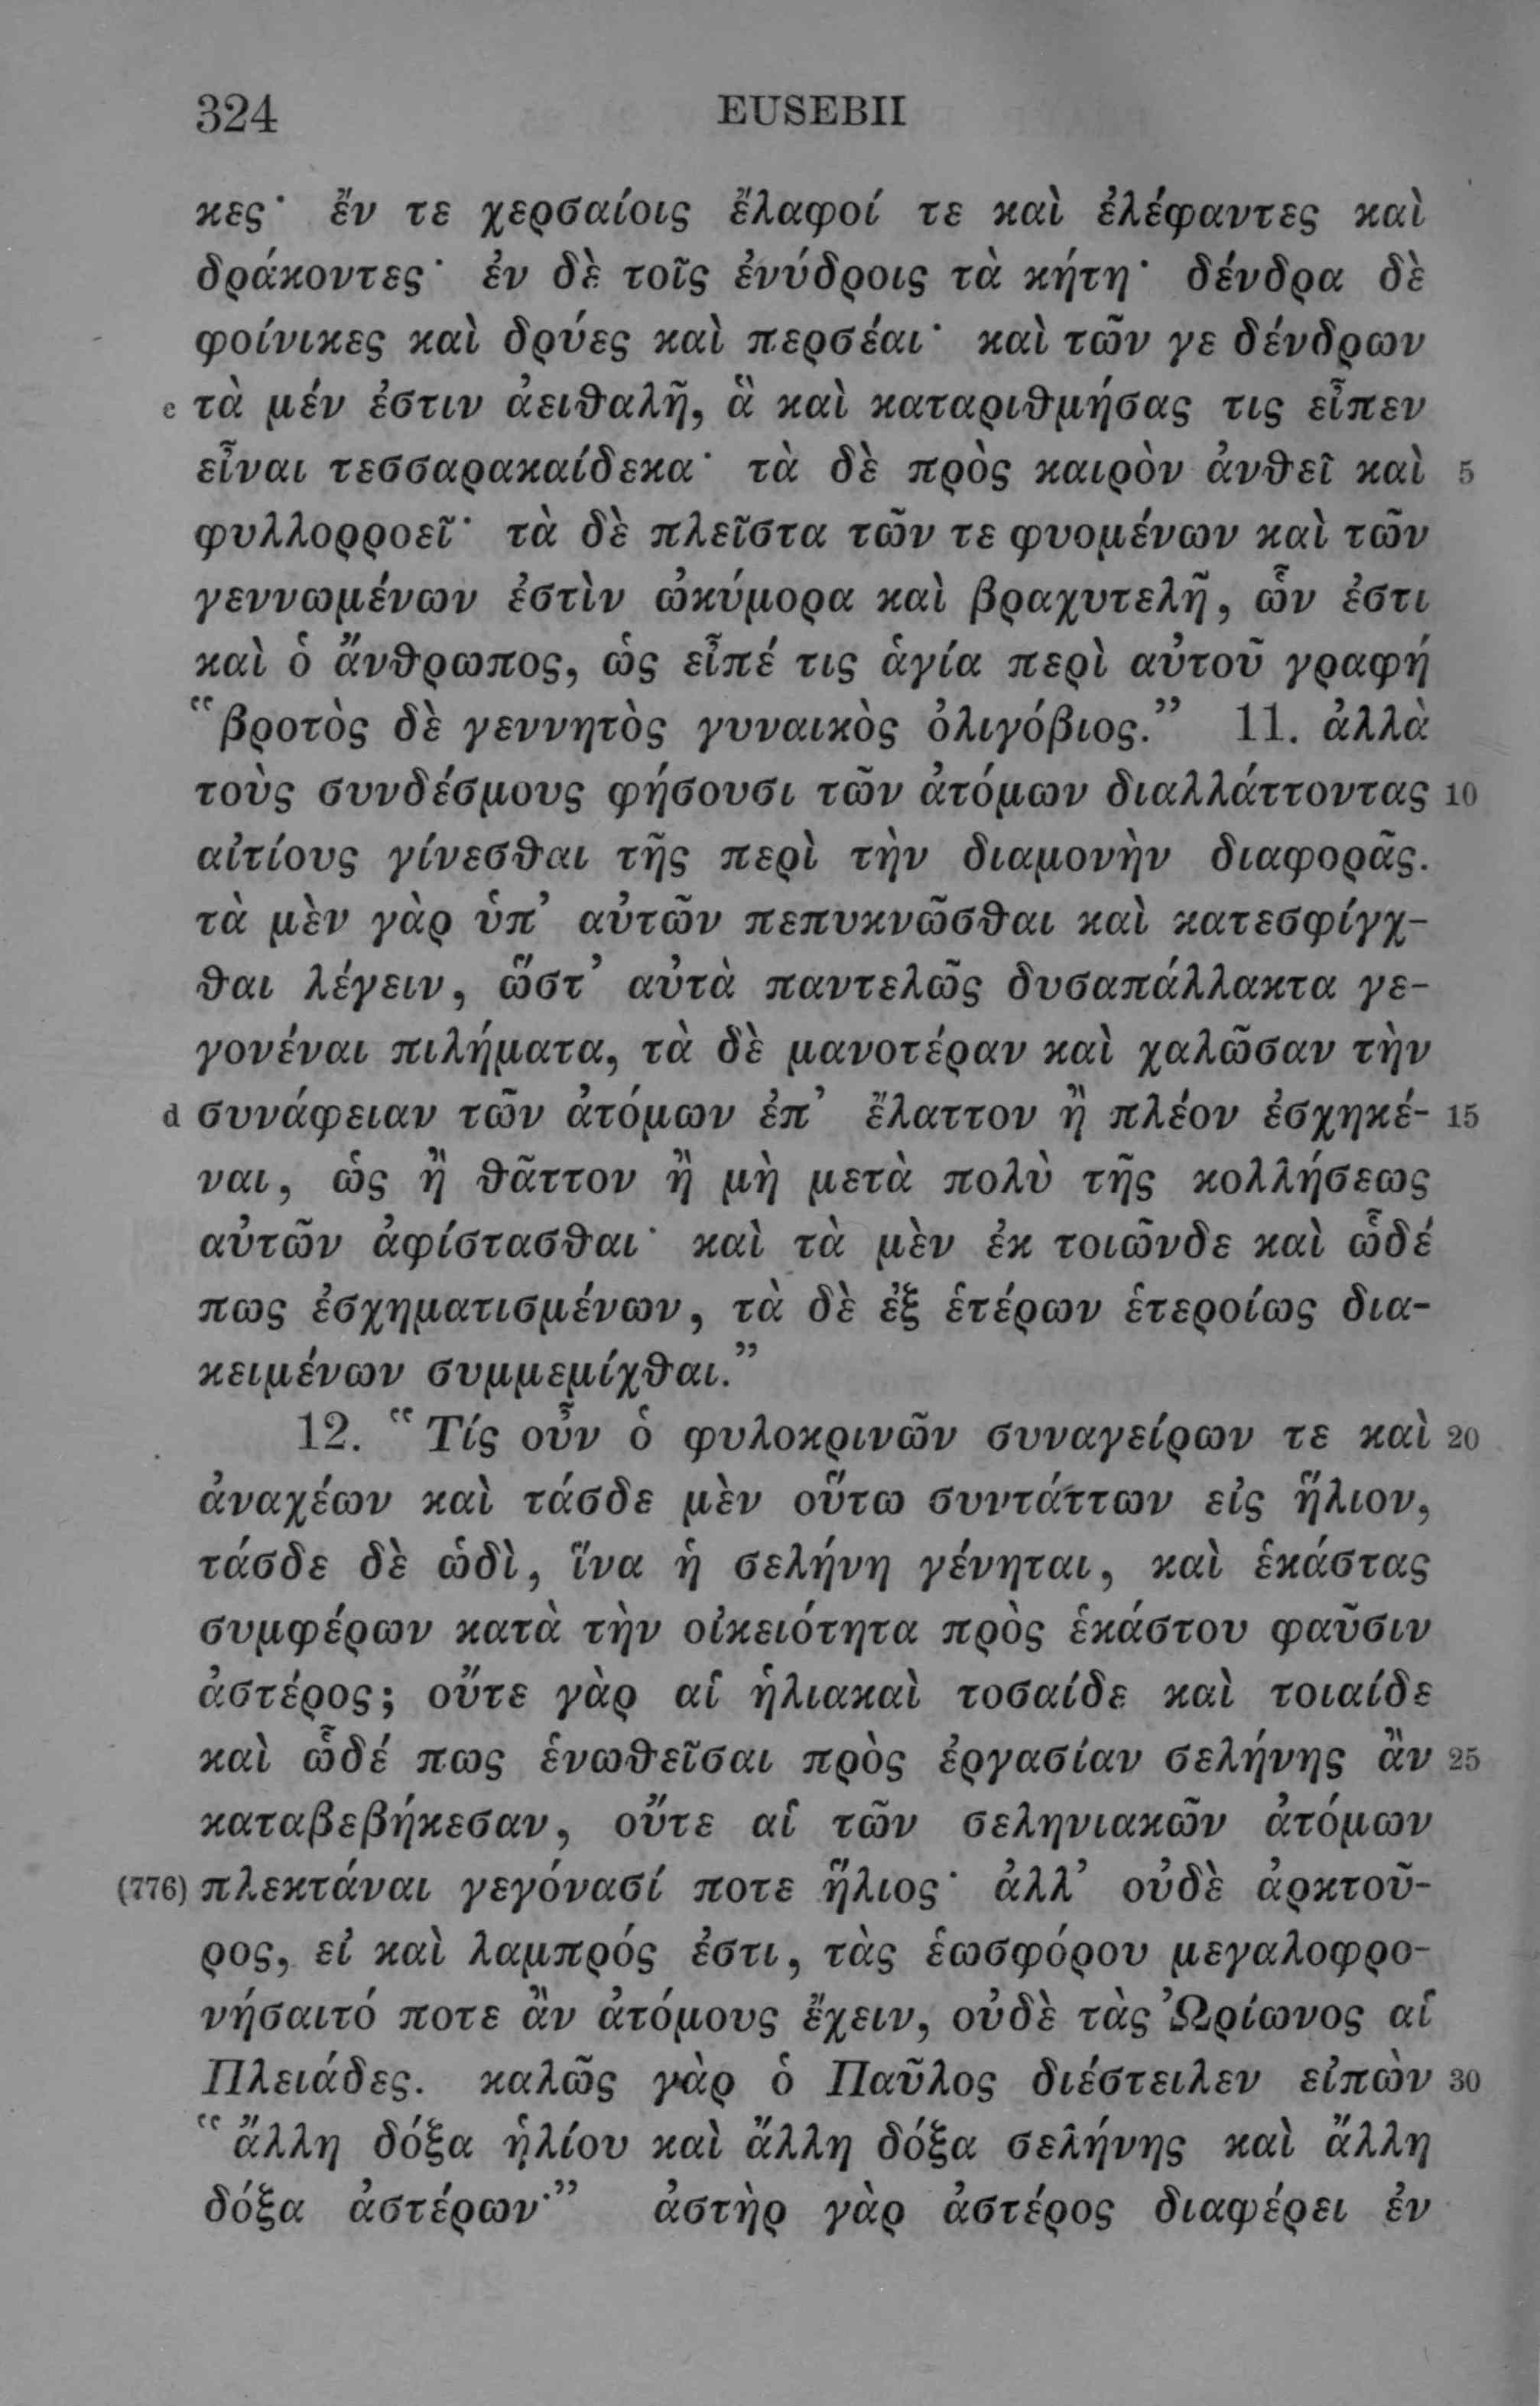 324 EUSEBII
κες· ἔν τε χερσαίοις ἔλαφοί τε καὶ ἐλέφαντες καὶ
δράκοντες· ἐν δὲ τοῖς ἐνύδροις τὰ κήτη· δένδρα δὲ
φοίνικες καὶ δρύες καὶ περσέαι· καὶ τῶν γε δένδρων
c τὰ μέν ἐστιν ἀειθαλῆ, ἃ καὶ καταριθμήσας τις εἶπεν
εἶναι τεσσαρακαίδεκα· τὰ δὲ πρὸς καιρὸν ἀνθεῖ καὶ 5
φυλλορροεῖ· τὰ δὲ πλεῖστα τῶν τε φυομένων καὶ τῶν
γεννωμένων ἐστὶν ὠκύμορα καὶ βραχυτελῆ, ὧν ἐστι
καὶ ὁ ἄνθρωπος, ὡς εἶπέ τις ἁγία περὶ αὐτοῦ γραφή
“βροτὸς δὲ γεννητὸς γυναικὸς ὀλιγόβιος.” 11. ἀλλὰ
τοὺς συνδέσμους φήσουσι τῶν ἀτόμων διαλλάττοντας 10
αἰτίους γίνεσθαι τῆς περὶ τὴν διαμονὴν διαφορᾶς.
τὰ μὲν γὰρ ὑπ’ αὐτῶν πεπυκνῶσθαι καὶ κατεσφίγχ-
θαι λέγειν, ὥστ’ αὐτὰ παντελῶς δυσαπάλλακτα γε-
γονέναι πιλήματα, τὰ δὲ μανοτέραν καὶ χαλῶσαν τὴν
d συνάφειαν τῶν ἀτόμων ἐπ’ ἔλαττον ἢ πλέον ἐσχηκέ- 15
ναι, ὡς ἢ θᾶττον ἢ μὴ μετὰ πολὺ τῆς κολλήσεως
αὐτῶν ἀφίστασθαι· καὶ τὰ μὲν ἐκ τοιῶνδε καὶ ὧδέ
πως ἐσχηματισμένων, τὰ δὲ ἐξ ἑτέρων ἑτεροίως δια-
κειμένων συμμεμίχθαι.”
12. “Τίς οὖν ὁ φυλοκρινῶν συναγείρων τε καὶ 20
ἀναχέων καὶ τάσδε μὲν οὕτω συντάττων εἰς ἥλιον,
τάσδε δὲ ὡδὶ, ἵνα ἡ σελήνη γένηται, καὶ ἑκάστας
συμφέρων κατὰ τὴν οἰκειότητα πρὸς ἑκάστου φαῦσιν
ἀστέρος; οὔτε γὰρ αἱ ἡλιακαὶ τοσαίδε καὶ τοιαίδε
καὶ ὧδέ πως ἑνωθεῖσαι πρὸς ἐργασίαν σελήνης ἂν 25
καταβεβήκεσαν, οὔτε αἱ τῶν σεληνιακῶν ἀτόμων
(776) πλεκτάναι γεγόνασί ποτε ἥλιος· ἀλλ’ οὐδὲ ἀρκτοῦ-
ρος, εἰ καὶ λαμπρός ἐστι, τὰς ἑωσφόρου μεγαλοφρο-
νήσαιτό ποτε ἂν ἀτόμους ἔχειν, οὐδὲ τὰς Ὠρίωνος αἱ
Πλειάδες. καλῶς γὰρ ὁ Παῦλος διέστειλεν εἰπὼν 30
“ἄλλη δόξα ἡλίου καὶ ἄλλη δόξα σελήνης καὶ ἄλλη
δόξα ἀστέρων·” ἀστὴρ γὰρ ἀστέρος διαφέρει ἐν